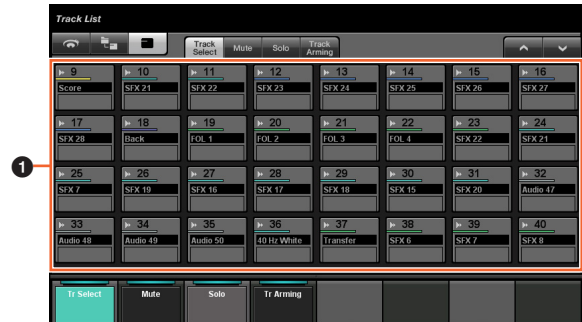 Track List
Track Select Mute Solo Track Arming
9 10 11 12 13 14 15 16
Score SFX 21 SFX 22 SFX 23 SFX 24 SFX 25 SFX 26 SFX 27
17 18 19 20 21 22 23 24
SFX 28 Back FOL 1 FOL 2 FOL 3 FOL 4 SFX 22 SFX 21
1
25 26 27 28 29 30 31 32
SFX 7 SFX 19 SFX 16 SFX 17 SFX 18 SFX 15 SFX 20 Audio 47
33 34 35 36 37 38 39 40
Audio 48 Audio 49 Audio 50 40 Hz White Transfer SFX 6 SFX 7 SFX 8
Tr Select Mute Solo Tr Arming